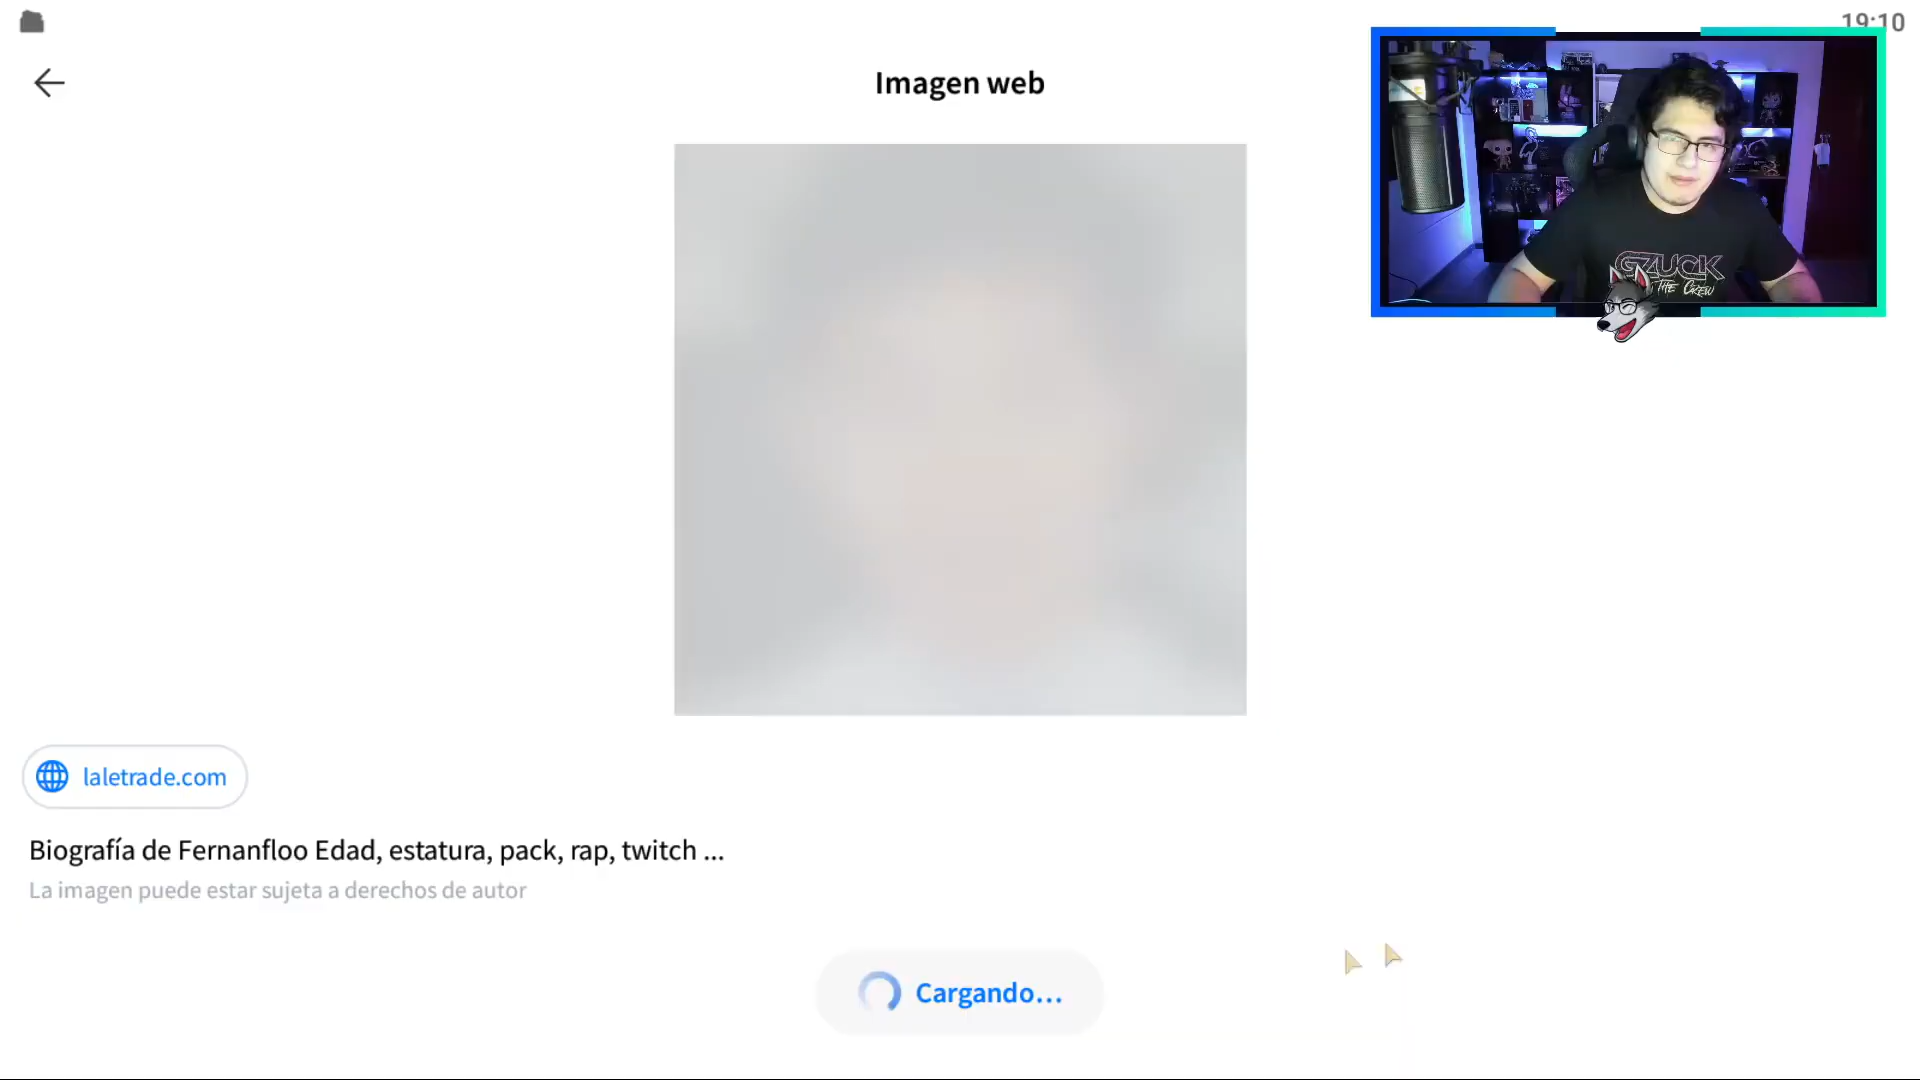 19:10
Imagen web
GZUCK
THE CREW
laletrade.com
Biografía de Fernanfloo Edad, estatura, pack, rap, twitch ...
La imagen puede estar sujeta a derechos de autor
Cargando...